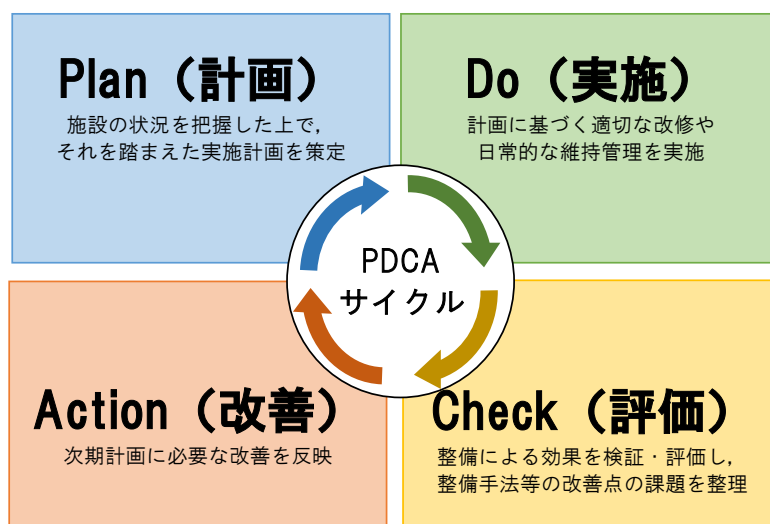 Plan（計画）
施設の状況を把握した上で，
それを踏まえた実施計画を策定
Do（実施）
計画に基づく適切な改修や
日常的な維持管理を実施
PDCA
サイクル
Action（改善）
次期計画に必要な改善を反映
Check（評価）
整備による効果を検証・評価し，
整備手法等の改善点の課題を整理